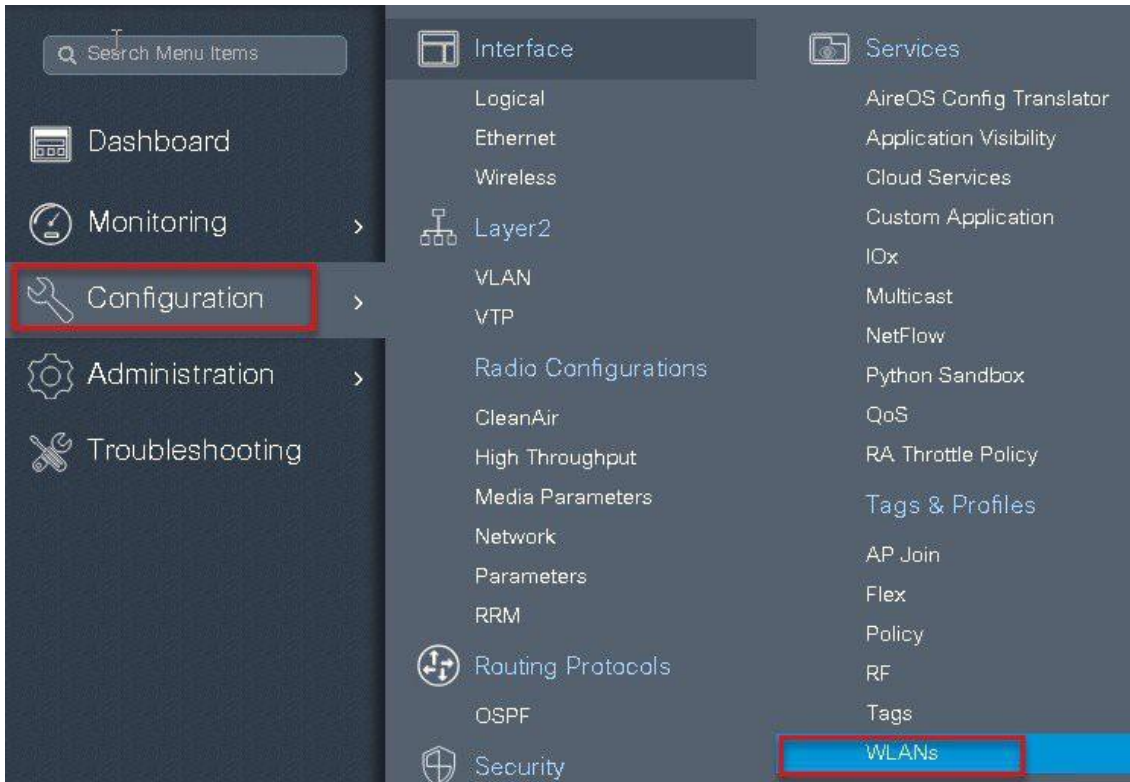 Search Menu Items
Dashboard
Monitoring
Configuration
Administration
Troubleshooting
Interface
Logical
Ethernet
Wireless
Layer2
VLAN
VTP
Radio Configurations
CleanAir
High Throughput
Media Parameters
Network
Parameters
RRM
Routing Protocols
OSPF
Security
Services
AireOS Config Translator
Application Visibility
Cloud Services
Custom Application
IOx
Multicast
NetFlow
Python Sandbox
QoS
RA Throttle Policy
Tags & Profiles
AP Join
Flex
Policy
RF
Tags
WLANs